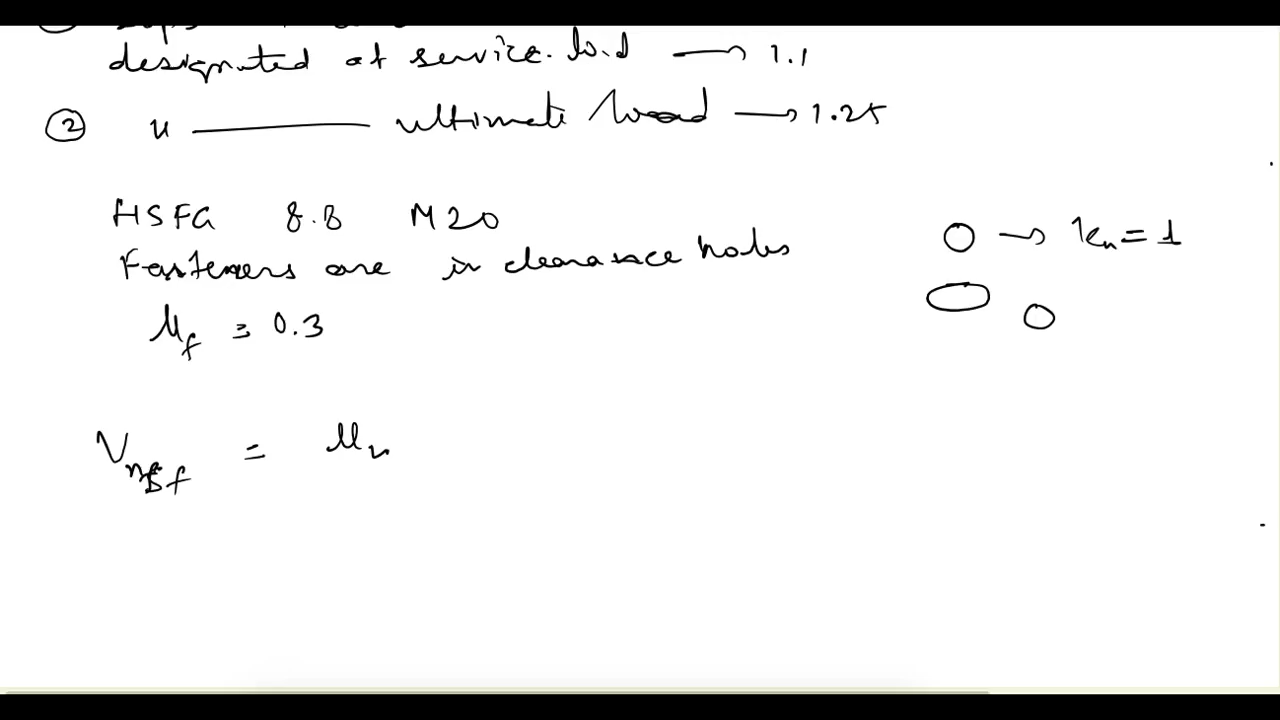 designated at service load → 1.1
② " ——— ultimate load → 1.25
HSFG 8.8 M20
Fasteners are in clearance holes
→ kₙ = 1
μf = 0.3
Vnsf = μ